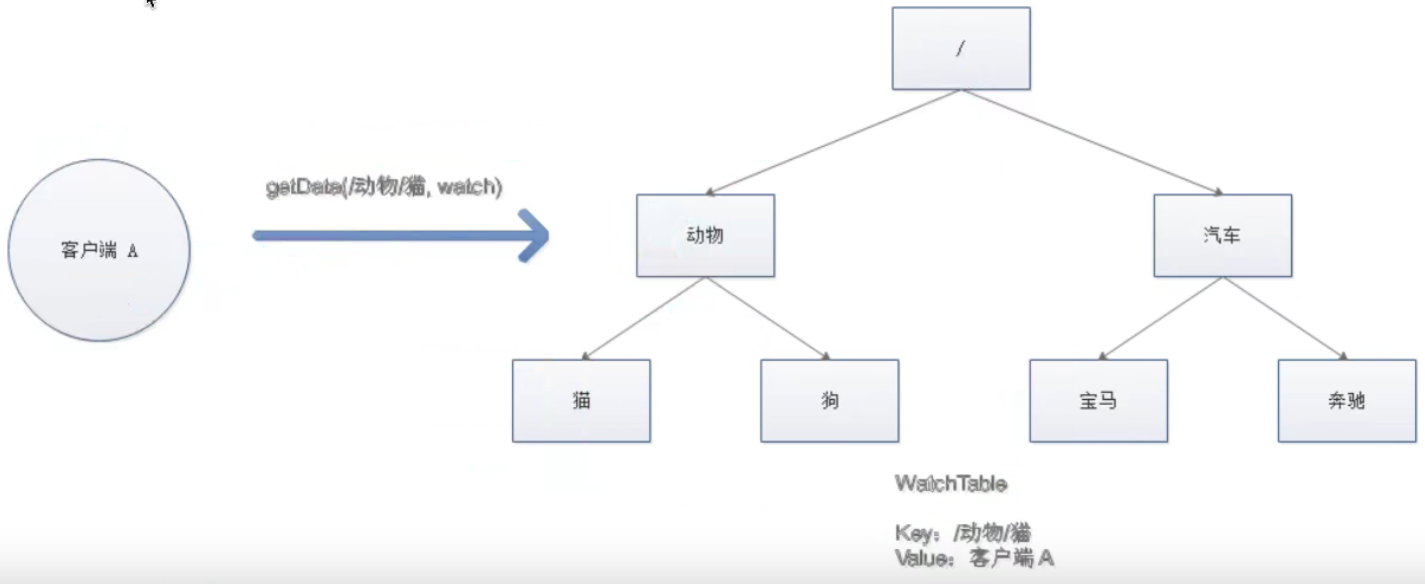 /
getData(/动物/猫, watch)
客户端 A
动物
汽车
猫
狗
宝马
奔驰
WatchTable
Key：/动物/猫
Value：客户端 A